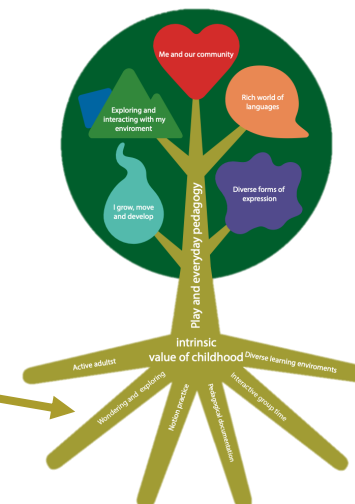 Me and our community
Exploring and
interacting with my
enviroment
Rich world of
languages
I grow, move
and develop
Diverse forms of
expression
Play and everyday pedagogy
intrinsic
value of childhood
Active adultst
Wondering and exploring
Notion practice
Pedagogical documentation
Interactive group time
Diverse learning enviroments